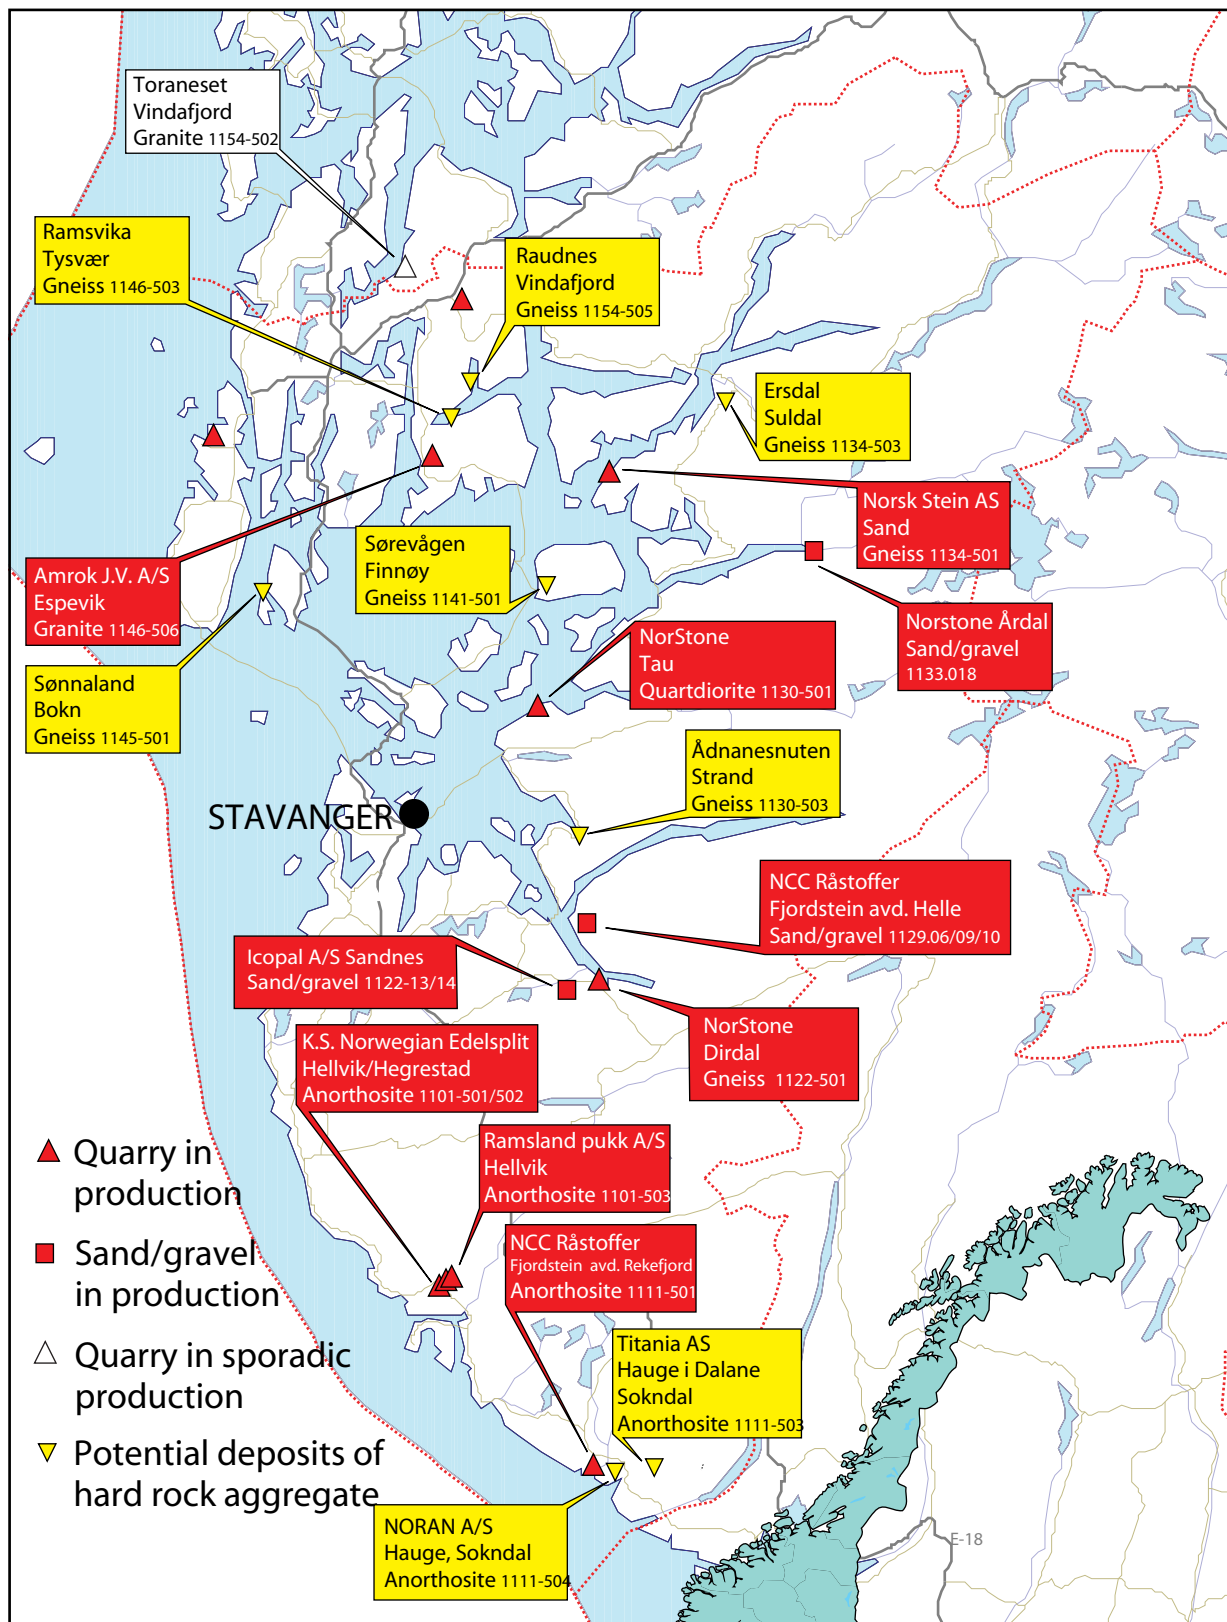 Toraneset
Vindafjord
Granite 1154-502
Ramsvika
Tysvær
Gneiss 1146-503
Raudnes
Vindafjord
Gneiss 1154-505
Ersdal
Suldal
Gneiss 1134-503
Norsk Stein AS
Sand
Gneiss 1134-501
Sørevågen
Finnøy
Gneiss 1141-501
Amrok J.V. A/S
Espevik
Granite 1146-506
Norstone Årdal
Sand/gravel
1133.018
NorStone
Tau
Quartdiorite 1130-501
Sønnaland
Bokn
Gneiss 1145-501
Ådnanesnuten
Strand
Gneiss 1130-503
STAVANGER
NCC Råstoffer
Fjordstein avd. Helle
Sand/gravel 1129.06/09/10
Icopal A/S Sandnes
Sand/gravel 1122-13/14
NorStone
Dirdal
Gneiss 1122-501
K.S. Norwegian Edelsplit
Hellvik/Hegrestad
Anorthosite 1101-501/502
Ramsland pukk A/S
Hellvik
Anorthosite 1101-503
NCC Råstoffer
Fjordstein avd. Rekefjord
Anorthosite 1111-501
Titania AS
Hauge i Dalane
Sokndal
Anorthosite 1111-503
NORAN A/S
Hauge, Sokndal
Anorthosite 1111-504
E-18
Quarry in
production
Sand/gravel
in production
Quarry in sporadic
production
Potential deposits of
hard rock aggregate